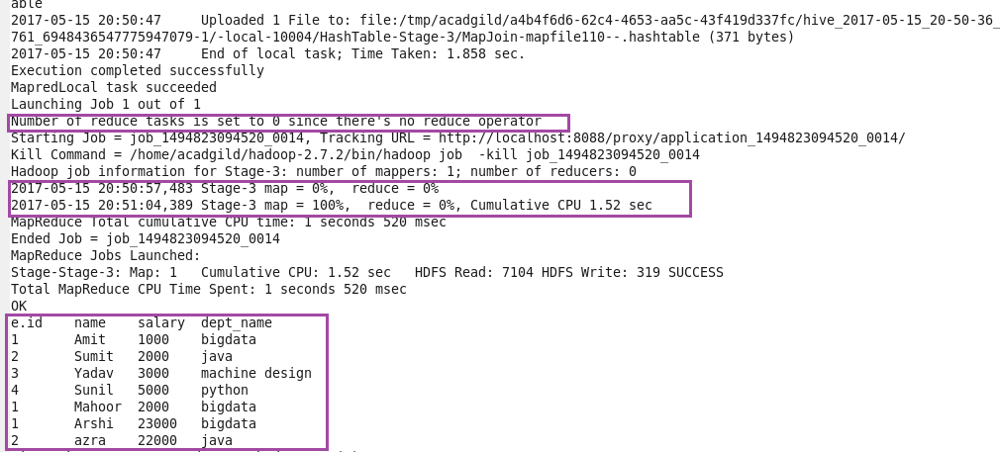 able
2017-05-15 20:50:47     Uploaded 1 File to: file:/tmp/acadgild/a4b4f6d6-62c4-4653-aa5c-43f419d337fc/hive_2017-05-15_20-50-36_
761_6948436547775947079-1/-local-10004/HashTable-Stage-3/MapJoin-mapfile110--.hashtable (371 bytes)
2017-05-15 20:50:47     End of local task; Time Taken: 1.858 sec.
Execution completed successfully
MapredLocal task succeeded
Launching Job 1 out of 1
Number of reduce tasks is set to 0 since there's no reduce operator
Starting Job = job_1494823094520_0014, Tracking URL = http://localhost:8088/proxy/application_1494823094520_0014/
Kill Command = /home/acadgild/hadoop-2.7.2/bin/hadoop job  -kill job_1494823094520_0014
Hadoop job information for Stage-3: number of mappers: 1; number of reducers: 0
2017-05-15 20:50:57,483 Stage-3 map = 0%,  reduce = 0%
2017-05-15 20:51:04,389 Stage-3 map = 100%,  reduce = 0%, Cumulative CPU 1.52 sec
MapReduce Total cumulative CPU time: 1 seconds 520 msec
Ended Job = job_1494823094520_0014
MapReduce Jobs Launched:
Stage-Stage-3: Map: 1   Cumulative CPU: 1.52 sec   HDFS Read: 7104 HDFS Write: 319 SUCCESS
Total MapReduce CPU Time Spent: 1 seconds 520 msec
OK
e.id    name    salary  dept_name
1       Amit    1000    bigdata
2       Sumit   2000    java
3       Yadav   3000    machine design
4       Sunil   5000    python
1       Mahoor  2000    bigdata
1       Arshi   23000   bigdata
2       azra    22000   java